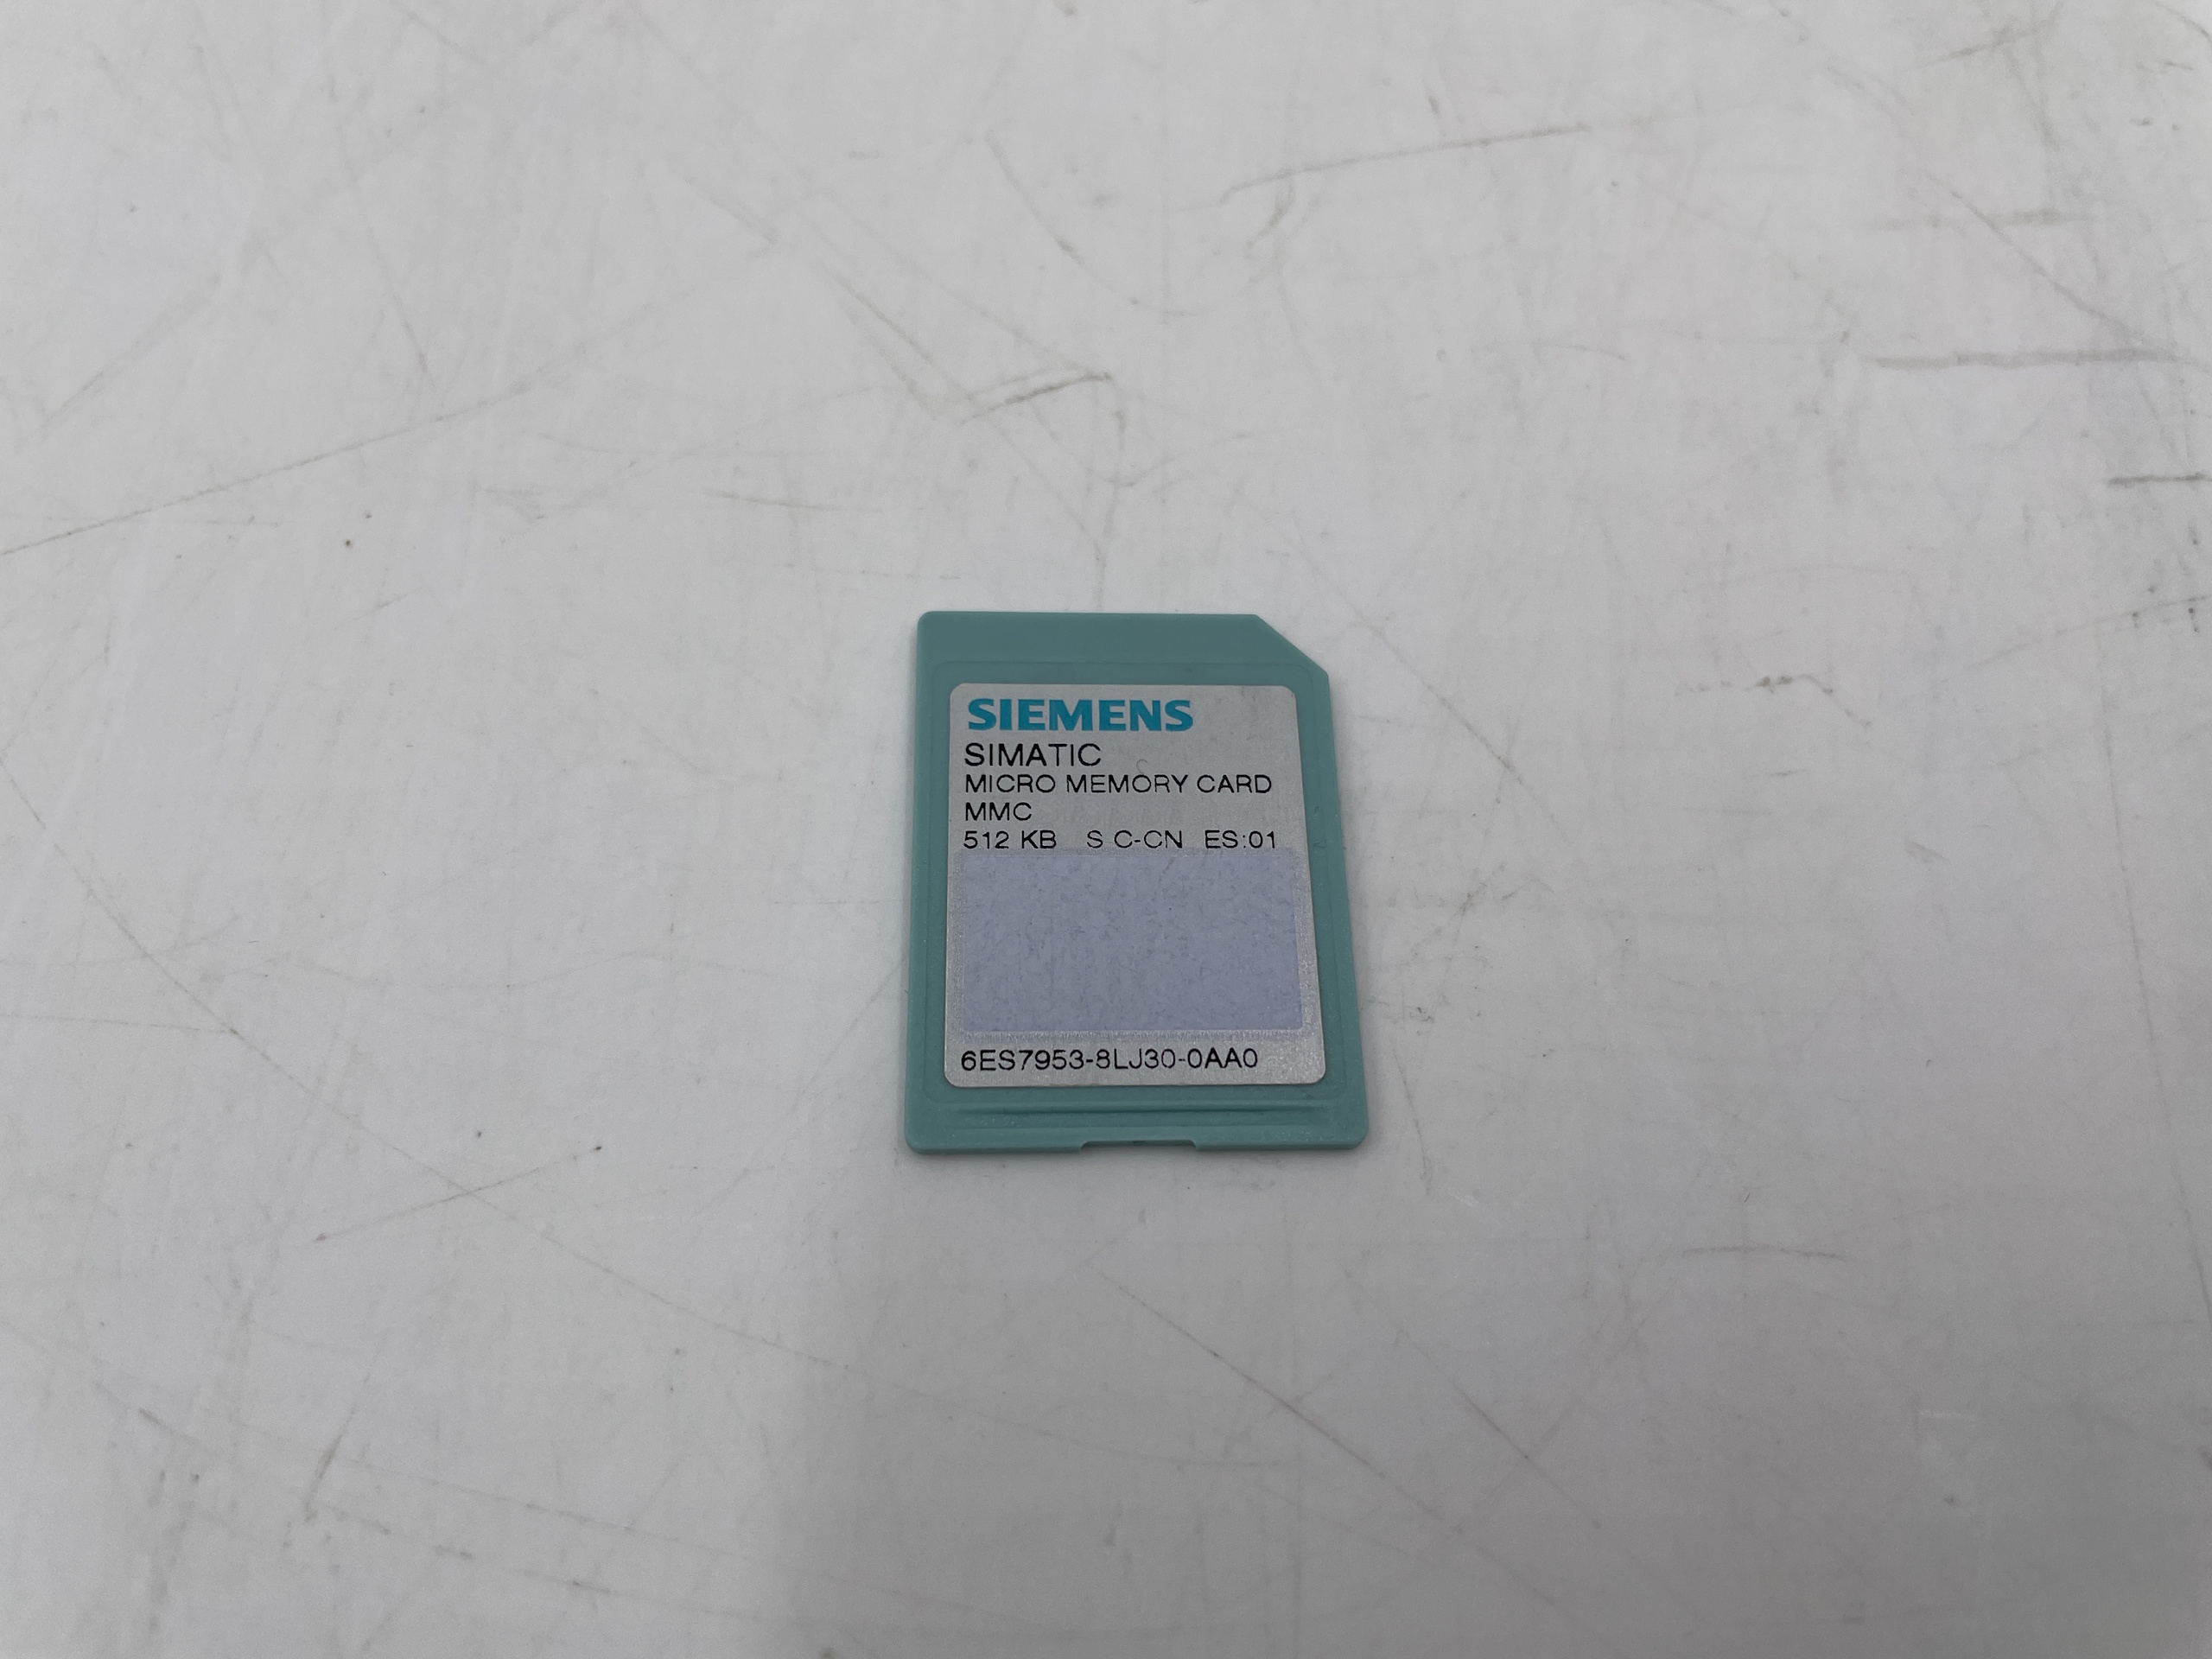 SIEMENS
SIMATIC
MICRO MEMORY CARD
MMC
512 KB S C-CN ES:01
6ES7953-8LJ30-0AA0